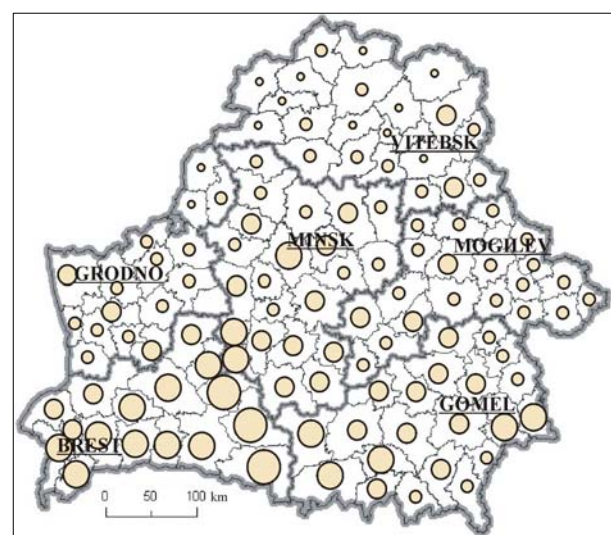 VITEBSK
MINSK
MOGILEV
GRODNO
GOMEL
BREST
0 50 100 km